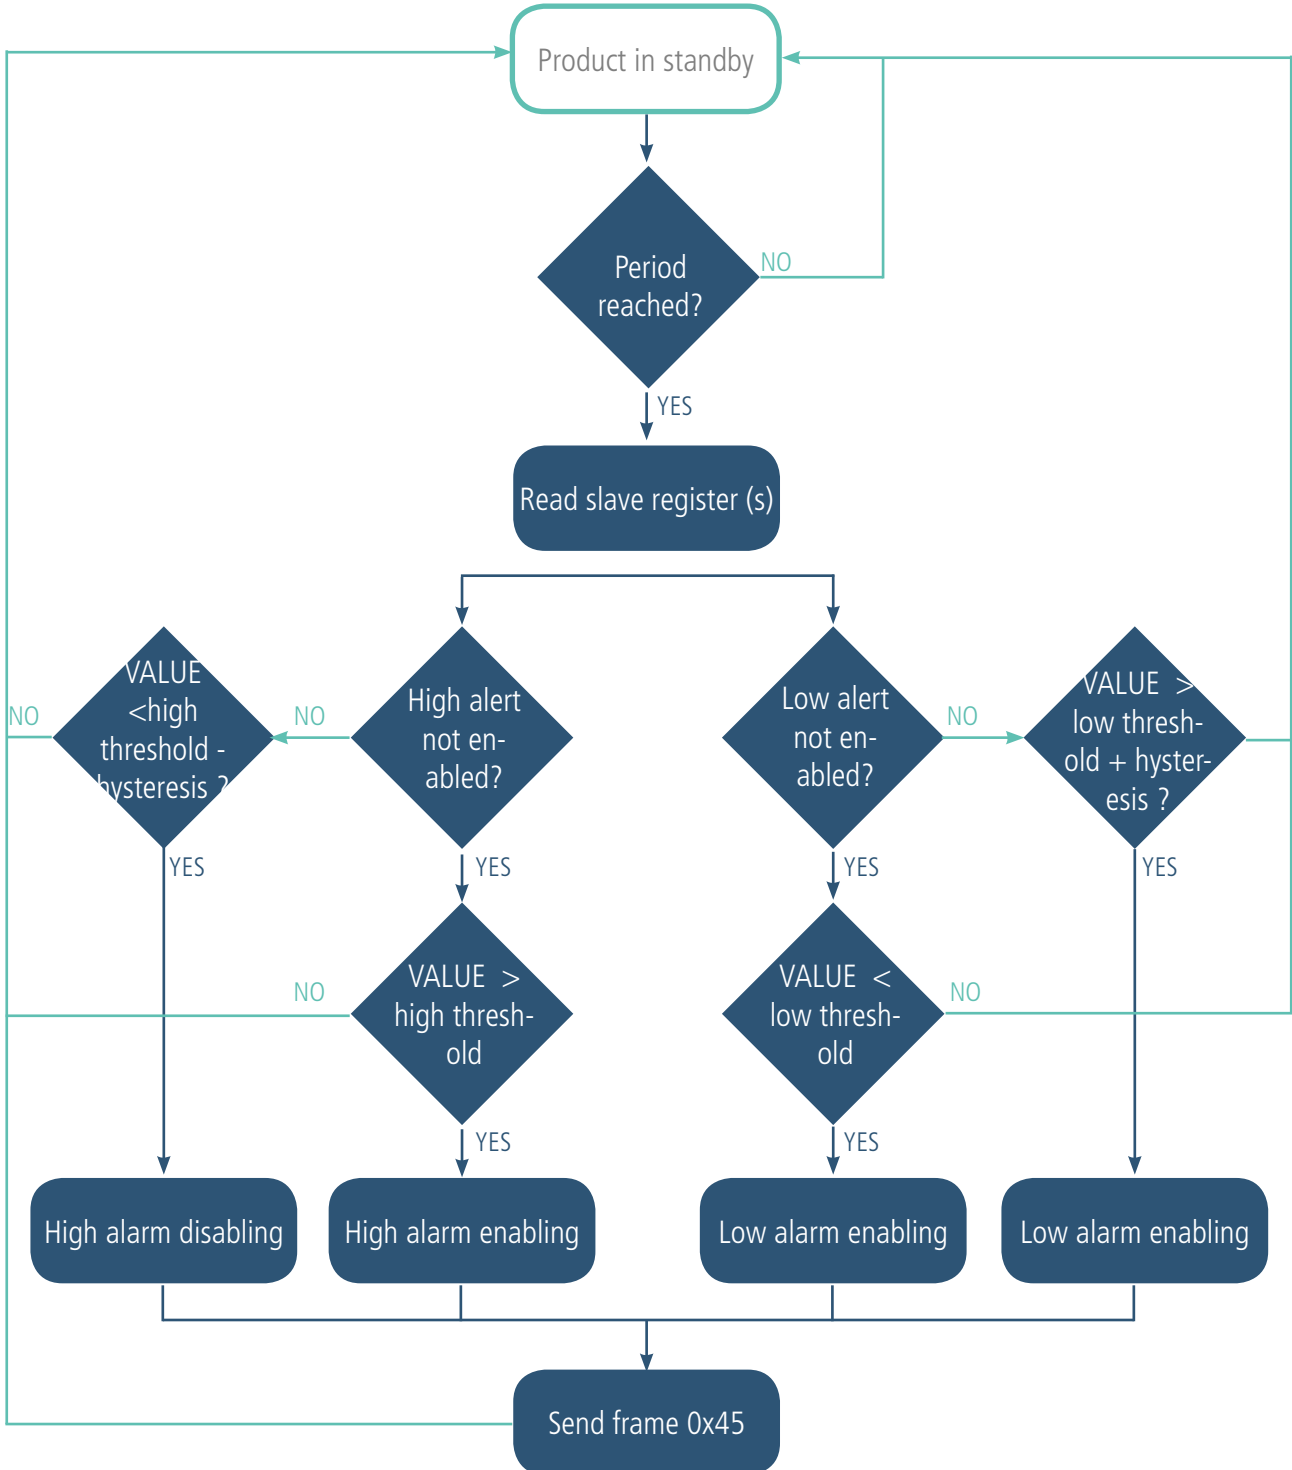 Product in standby
Period
reached?
NO
YES
Read slave register (s)
VALUE
<high
threshold -
hysteresis ?
NO
YES
High alert
not en-
abled?
NO
YES
Low alert
not en-
abled?
NO
YES
VALUE >
low thresh-
old + hyster-
esis ?
YES
VALUE >
high thresh-
old
NO
YES
VALUE <
low thresh-
old
NO
YES
High alarm disabling
High alarm enabling
Low alarm enabling
Low alarm enabling
Send frame 0x45